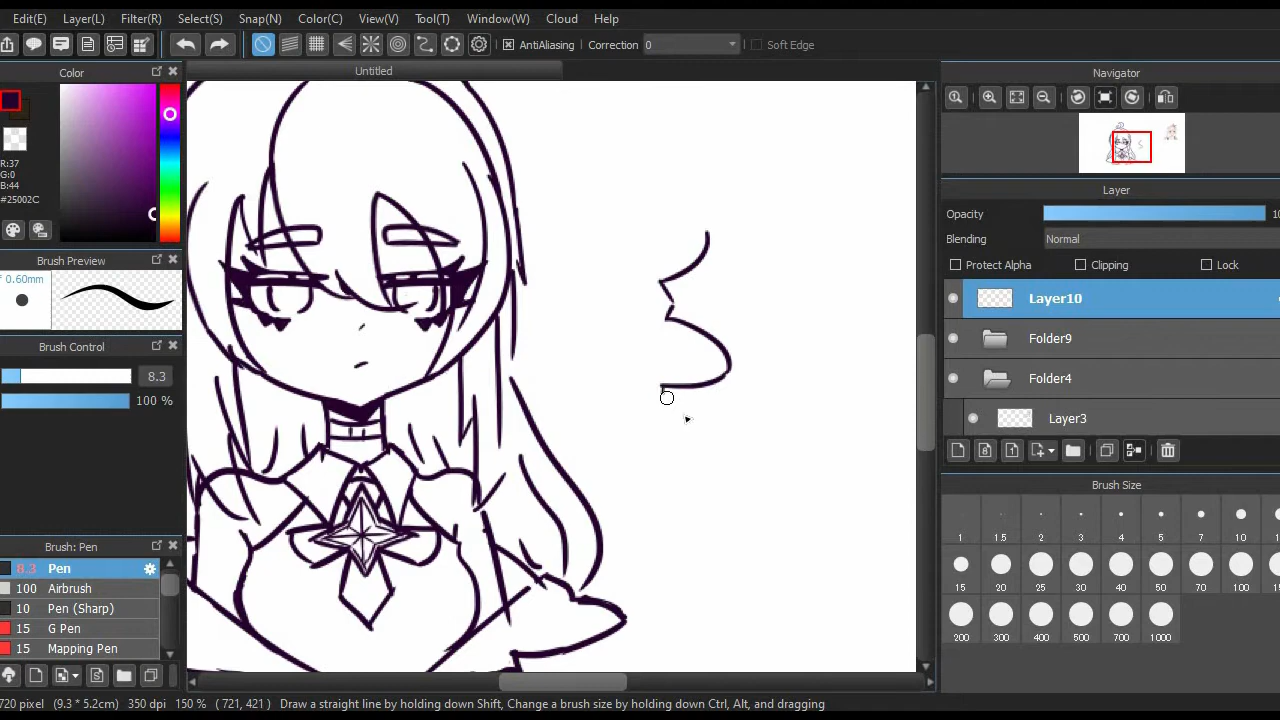 Edit(E) Layer(L) Filter(R) Select(S) Snap(N) Color(C) View(V) Tool(T) Window(W) Cloud Help
AntiAliasing Correction 0 Soft Edge
Color
Untitled
Navigator
R:37
G:0
B:44
#25002C
Layer
Opacity 10
Blending Normal
Protect Alpha Clipping Lock
Brush Preview
0.60mm
Layer10
Folder9
Brush Control
Folder4
8.3
100 %
Layer3
Brush Size
1 1.5 2 3 4 5 7 10 1
Brush: Pen
8.3 Pen
100 Airbrush
15 20 25 30 40 50 70 100 15
10 Pen (Sharp)
15 G Pen
200 300 400 500 700 1000
15 Mapping Pen
720 pixel (9.3 * 5.2cm) 350 dpi 150 % ( 721, 421 ) Draw a straight line by holding down Shift, Change a brush size by holding down Ctrl, Alt, and dragging